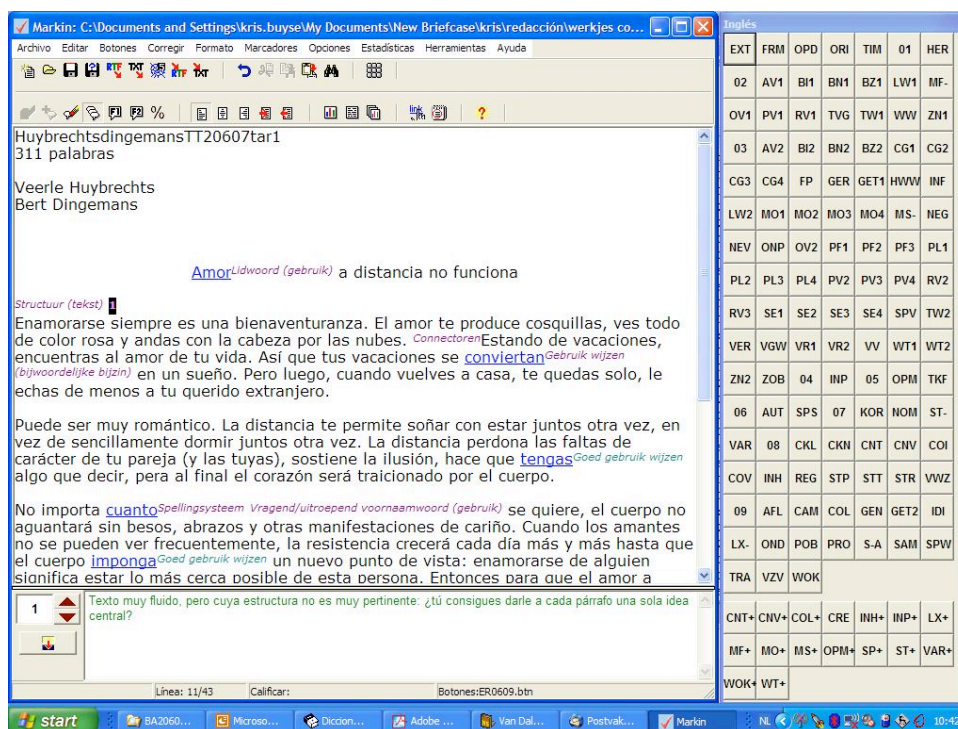 Markin: C:\Documents and Settings\kris.buyse\My Documents\New Briefcase\kris\redacción\werkjes co...
Archivo Editar Botones Corregir Formato Marcadores Opciones Estadísticas Herramientas Ayuda
HuybrechtsdingemansTT20607tar1
311 palabras
Veerle Huybrechts
Bert Dingemans
Amor Lidwoord (gebruik) a distancia no funciona
Structuur (tekst) 1
Enamorarse siempre es una bienaventuranza. El amor te produce cosquillas, ves todo
de color rosa y andas con la cabeza por las nubes. Connectoren Estando de vacaciones,
encuentras al amor de tu vida. Así que tus vacaciones se conviertan Gebruik wijzen
(bijwoordelijke bijzin) en un sueño. Pero luego, cuando vuelves a casa, te quedas solo, le
echas de menos a tu querido extranjero.
Puede ser muy romántico. La distancia te permite soñar con estar juntos otra vez, en
vez de sencillamente dormir juntos otra vez. La distancia perdona las faltas de
carácter de tu pareja (y las tuyas), sostiene la ilusión, hace que tengas Goed gebruik wijzen
algo que decir, pera al final el corazón será traicionado por el cuerpo.
No importa cuanto Spellingsysteem Vragend/uitroepend voornaamwoord (gebruik) se quiere, el cuerpo no
aguantará sin besos, abrazos y otras manifestaciones de cariño. Cuando los amantes
no se pueden ver frecuentemente, la resistencia crecerá cada día más y más hasta que
el cuerpo imponga Goed gebruik wijzen un nuevo punto de vista: enamorarse de alguien
significa estar lo más cerca posible de esta persona. Entonces para que el amor a
1
Texto muy fluido, pero cuya estructura no es muy pertinente: ¿tú consigues darle a cada párrafo una sola idea
central?
Línea: 11/43 Calificar: Botones:ER0609.btn
Inglés
EXT FRM OPD ORI TIM 01 HER
02 AV1 BI1 BN1 BZ1 LW1 MF-
OV1 PV1 RV1 TVG TW1 WW ZN1
03 AV2 BI2 BN2 BZ2 CG1 CG2
CG3 CG4 FP GER GET1 HWW INF
LW2 MO1 MO2 MO3 MO4 MS- NEG
NEV ONP OV2 PF1 PF2 PF3 PL1
PL2 PL3 PL4 PV2 PV3 PV4 RV2
RV3 SE1 SE2 SE3 SE4 SPV TW2
VER VGW VR1 VR2 VV WT1 WT2
ZN2 ZOB 04 INP 05 OPM TKF
06 AUT SPS 07 KOR NOM ST-
VAR 08 CKL CKN CNT CNV COI
COV INH REG STP STT STR VWZ
09 AFL CAM COL GEN GET2 IDI
LX- OND POB PRO S-A SAM SPW
TRA VZV WOK
CNT+ CNV+ COL+ CRE INH+ INP+ LX+
MF+ MO+ MS+ OPM+ SP+ ST+ VAR+
WOK+ WT+
start BA2060... Microso... Diccion... Adobe ... Van Dal... Postvak... Markin NL 10:42